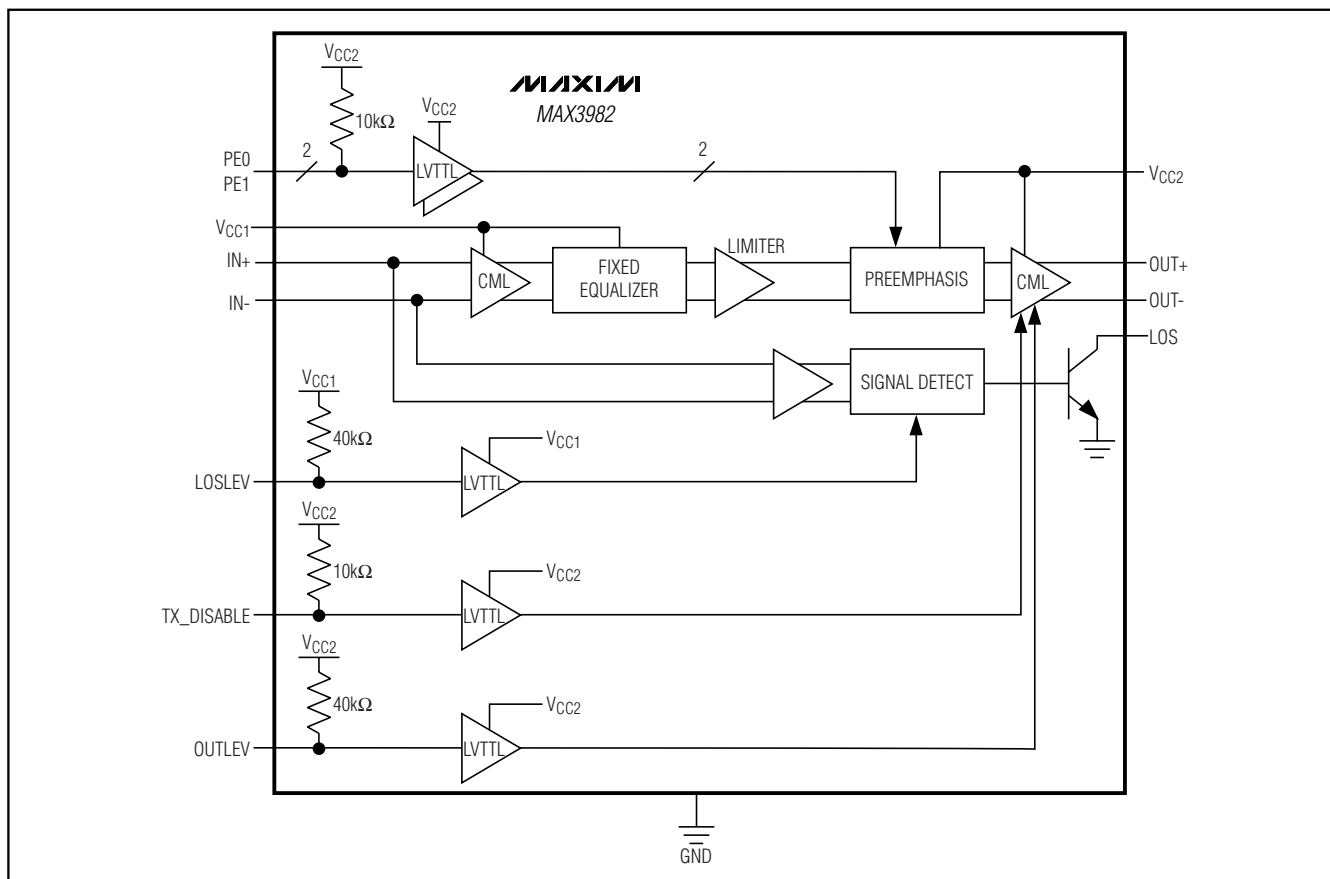 VCC2
MAXIM
MAX3982
10kΩ
VCC2
PE0
PE1
2
LVTTL
2
VCC2
VCC1
IN+
IN-
CML
FIXED
EQUALIZER
LIMITER
PREEMPHASIS
CML
OUT+
OUT-
LOS
SIGNAL DETECT
VCC1
40kΩ
LOSLEV
LVTTL
VCC1
VCC2
10kΩ
TX_DISABLE
LVTTL
VCC2
VCC2
40kΩ
OUTLEV
LVTTL
VCC2
GND